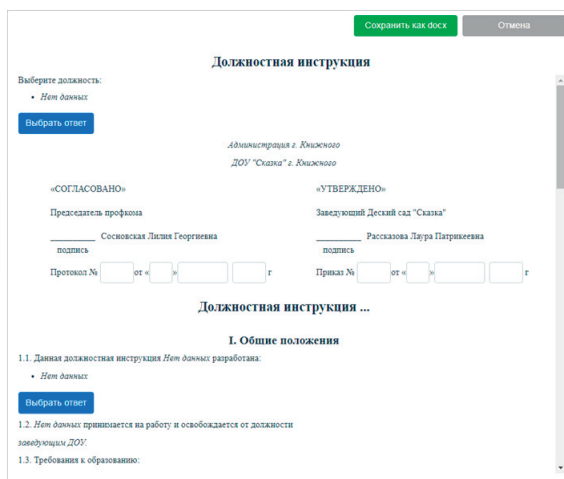 Сохранить как docx Отмена
Должностная инструкция
Выберите должность:
• Нет данных
Выбрать ответ
Администрация г. Книжного
ДОУ "Сказка" г. Книжного
«СОГЛАСОВАНО» «УТВЕРЖДЕНО»
Председатель профкома Заведующий Деский сад "Сказка"
_________ Сосновская Лилия Георгиевна _________ Рассказова Лаура Патрикеевна
подпись подпись
Протокол № от « » г Приказ № от « » г
Должностная инструкция ...
I. Общие положения
1.1. Данная должностная инструкция Нет данных разработана:
• Нет данных
Выбрать ответ
1.2. Нет данных принимается на работу и освобождается от должности
заведующим ДОУ.
1.3. Требования к образованию: